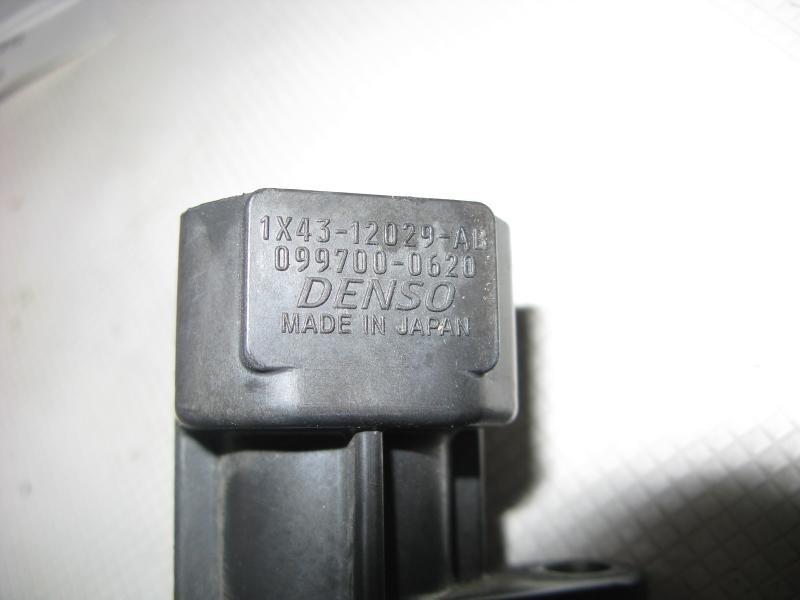 1X43-12029-AB
099700-0620
DENSO
MADE IN JAPAN